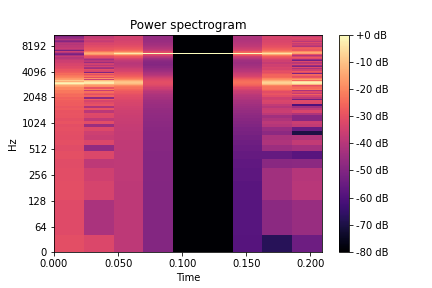 Power spectrogram
8192
4096
2048
1024
512
256
128
64
0
Hz
0.000 0.050 0.100 0.150 0.200
Time
+0 dB
-10 dB
-20 dB
-30 dB
-40 dB
-50 dB
-60 dB
-70 dB
-80 dB